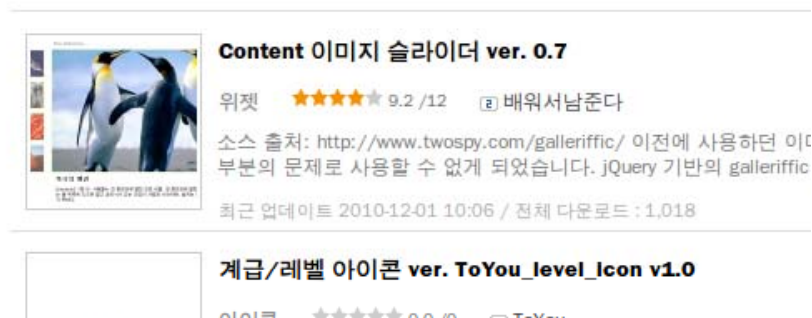 Content 이미지 슬라이더 ver. 0.7
위젯 ★★★★★ 9.2 /12 배워서남준다
소스 출처: http://www.twospy.com/galleriffic/ 이전에 사용하던
부분의 문제로 사용할 수 없게 되었습니다. jQuery 기반의 galleriffic
최근 업데이트 2010-12-01 10:06 / 전체 다운로드 : 1,018
계급/레벨 아이콘 ver. ToYou_level_Icon v1.0